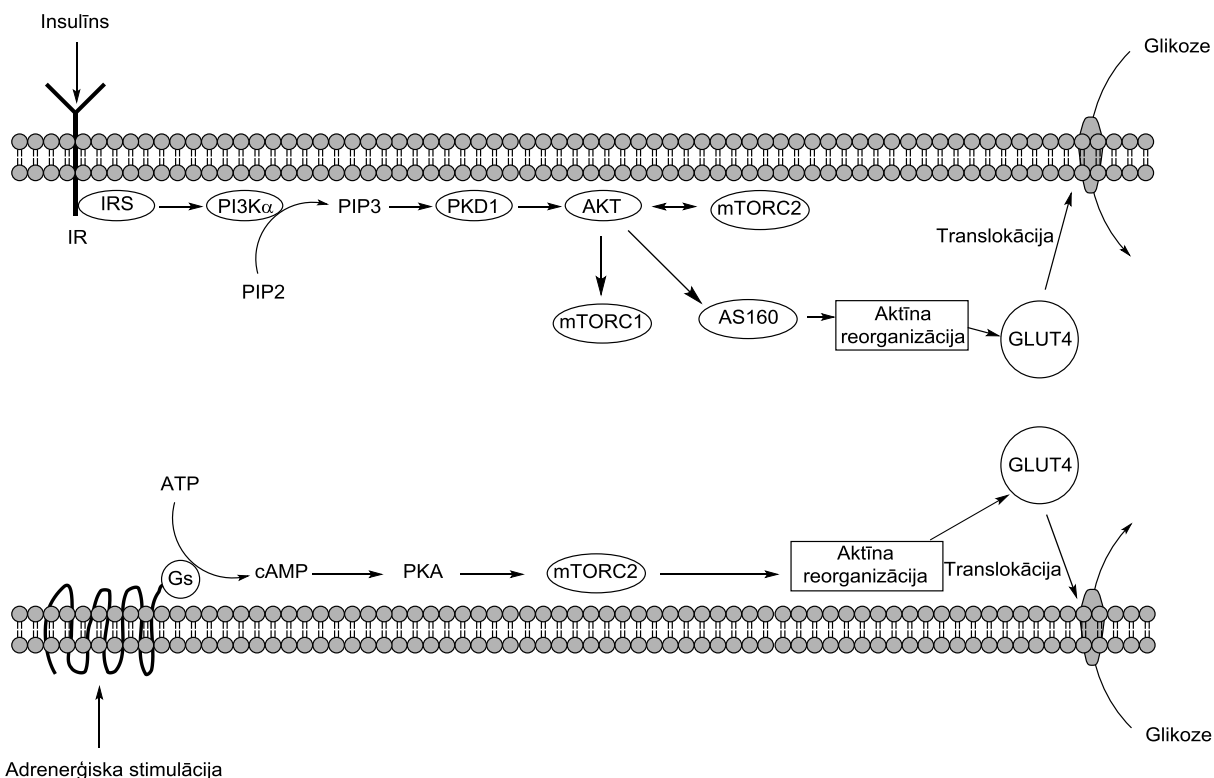 Insulīns
Glikoze
IRS
PI3Kα
PIP3
PKD1
AKT
mTORC2
IR
PIP2
Translokācija
mTORC1
AS160
Aktīna
reorganizācija
GLUT4
GLUT4
ATP
Gs
cAMP
PKA
mTORC2
Aktīna
reorganizācija
Translokācija
Glikoze
Adrenerģiska stimulācija